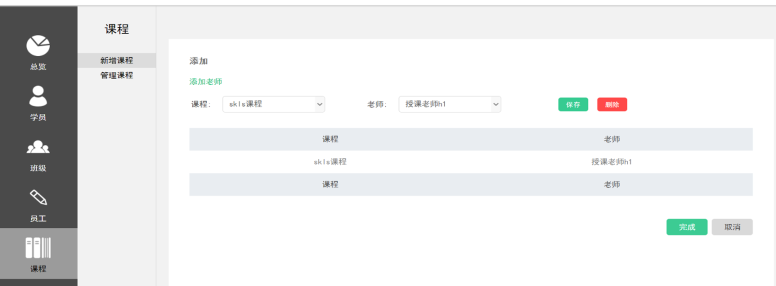 总览
学员
班级
员工
课程
课程
新增课程
管理课程
添加
添加老师
课程: skls课程 老师: 授课老师h1 保存 删除
课程 老师
skls课程 授课老师h1
课程 老师
完成 取消